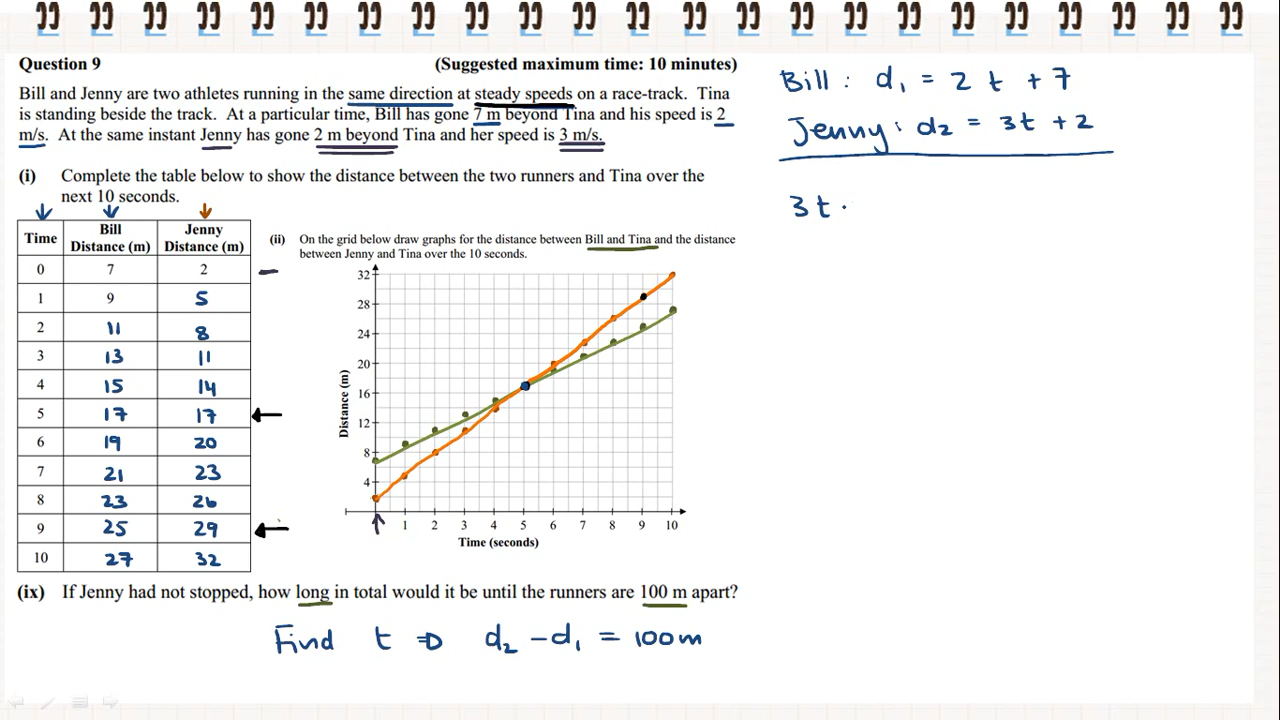 Question 9 (Suggested maximum time: 10 minutes)
Bill and Jenny are two athletes running in the same direction at steady speeds on a race-track. Tina
is standing beside the track. At a particular time, Bill has gone 7 m beyond Tina and his speed is 2
m/s. At the same instant Jenny has gone 2 m beyond Tina and her speed is 3 m/s.
(i) Complete the table below to show the distance between the two runners and Tina over the
next 10 seconds.
Time Bill Distance (m) Jenny Distance (m)
0 7 2
1 9 5
2 11 8
3 13 11
4 15 14
5 17 17
6 19 20
7 21 23
8 23 26
9 25 29
10 27 32
(ii) On the grid below draw graphs for the distance between Bill and Tina and the distance
between Jenny and Tina over the 10 seconds.
32
28
24
20
16
12
8
4
Distance (m)
1 2 3 4 5 6 7 8 9 10
Time (seconds)
(ix) If Jenny had not stopped, how long in total would it be until the runners are 100 m apart?
Find t ⇒ d₂ - d₁ = 100m
Bill : d₁ = 2t + 7
Jenny : d₂ = 3t + 2
3t ·